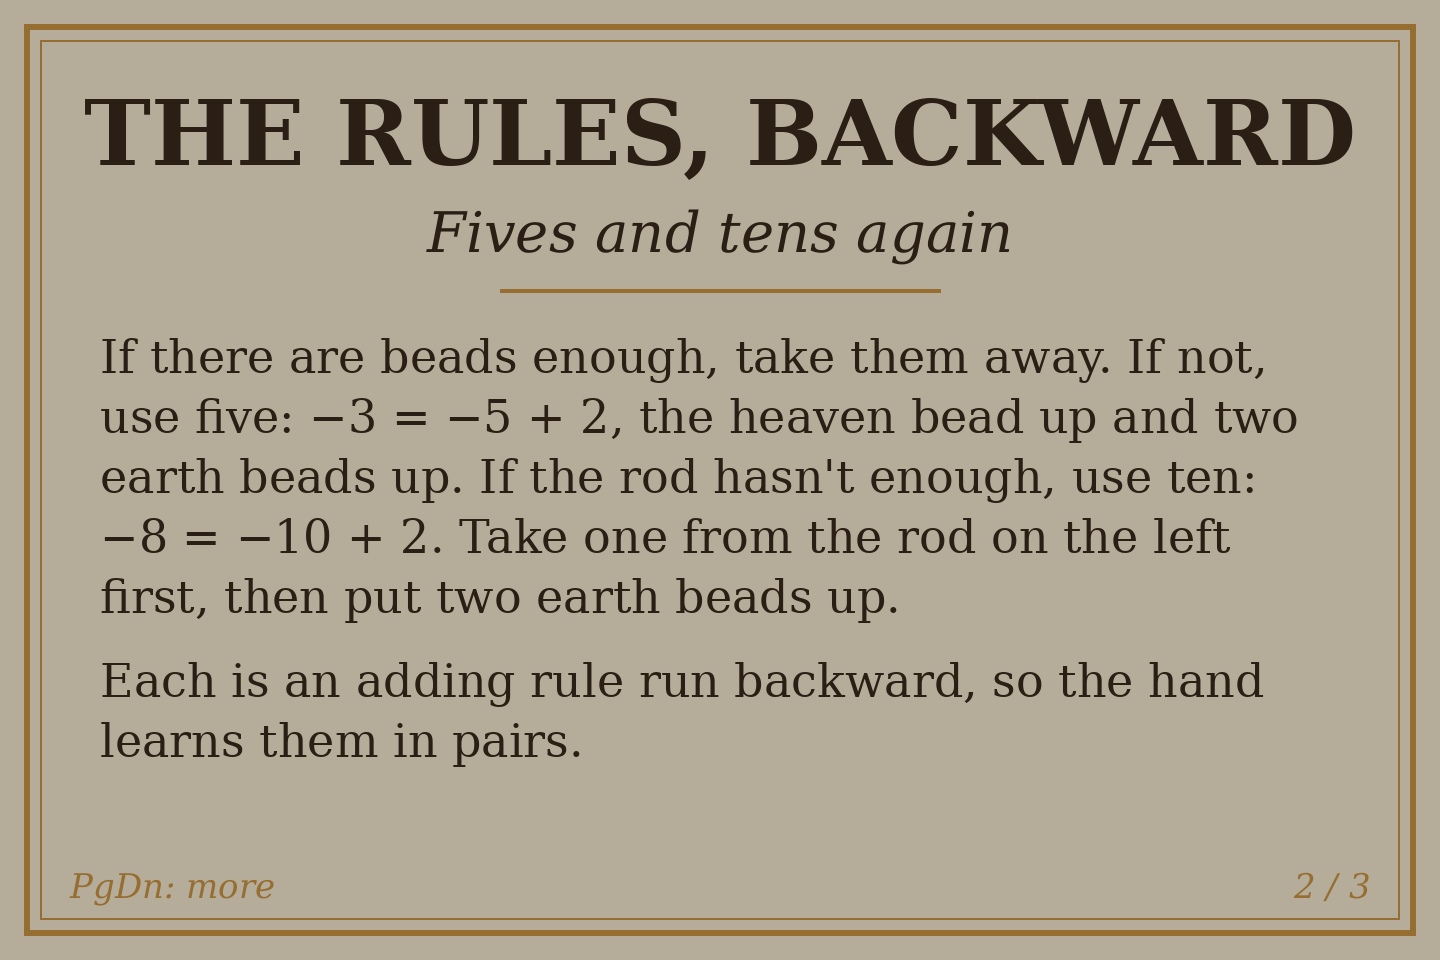 THE RULES, BACKWARD
Fives and tens again
If there are beads enough, take them away. If not,
use five: −3 = −5 + 2, the heaven bead up and two
earth beads up. If the rod hasn't enough, use ten:
−8 = −10 + 2. Take one from the rod on the left
first, then put two earth beads up.
Each is an adding rule run backward, so the hand
learns them in pairs.
PgDn: more
2 / 3